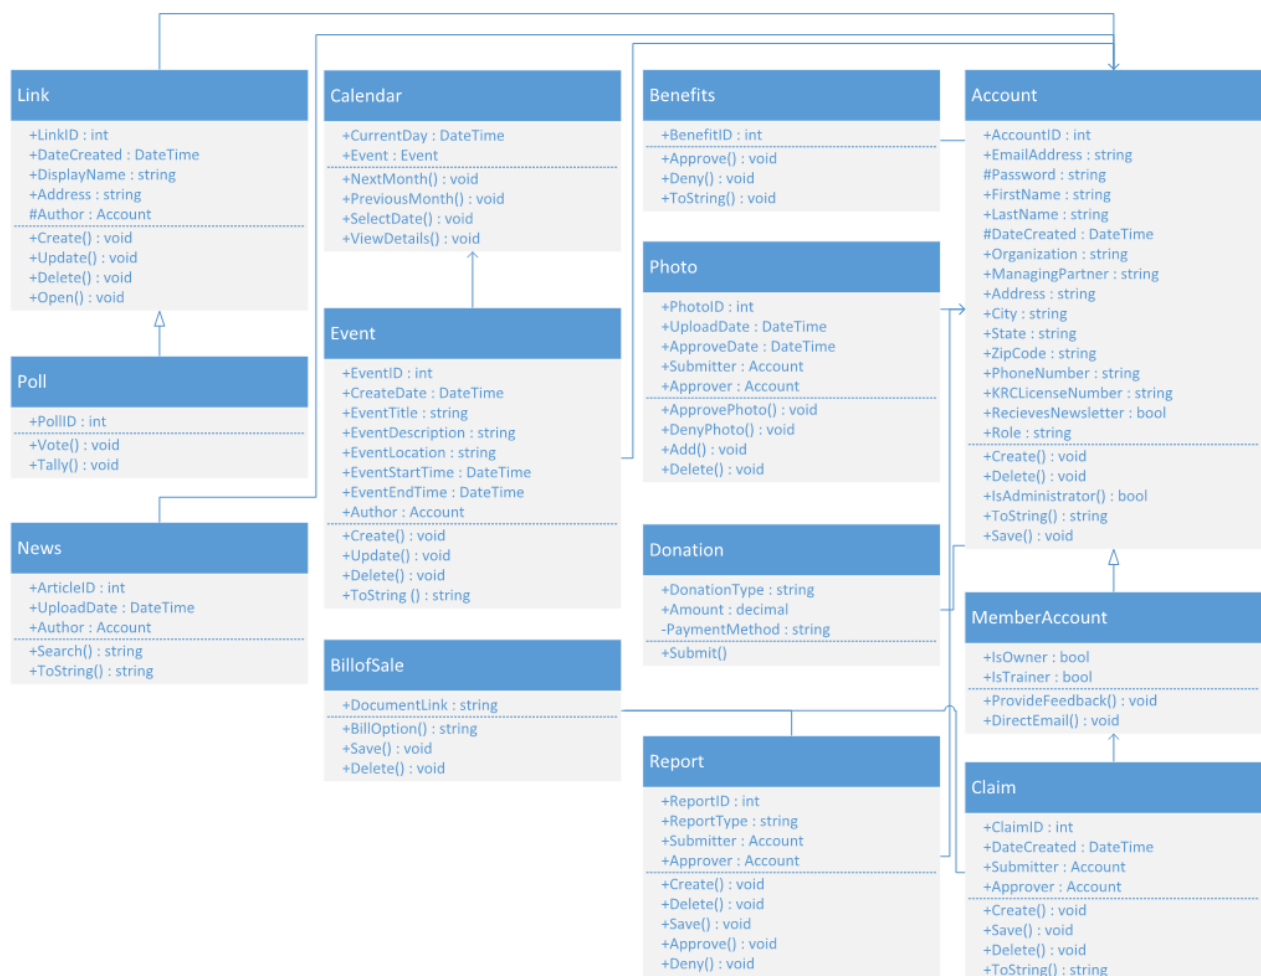 Link
+LinkID : int
+DateCreated : DateTime
+DisplayName : string
+Address : string
#Author : Account
+Create() : void
+Update() : void
+Delete() : void
+Open() : void
Poll
+PollID : int
+Vote() : void
+Tally() : void
News
+ArticleID : int
+UploadDate : DateTime
+Author : Account
+Search() : string
+ToString() : string
Calendar
+CurrentDay : DateTime
+Event : Event
+NextMonth() : void
+PreviousMonth() : void
+SelectDate() : void
+ViewDetails() : void
Event
+EventID : int
+CreateDate : DateTime
+EventTitle : string
+EventDescription : string
+EventLocation : string
+EventStartTime : DateTime
+EventEndTime : DateTime
+Author : Account
+Create() : void
+Update() : void
+Delete() : void
+ToString () : string
BillofSale
+DocumentLink : string
+BillOption() : string
+Save() : void
+Delete() : void
Benefits
+BenefitID : int
+Approve() : void
+Deny() : void
+ToString() : void
Photo
+PhotoID : int
+UploadDate : DateTime
+ApproveDate : DateTime
+Submitter : Account
+Approver : Account
+ApprovePhoto() : void
+DenyPhoto() : void
+Add() : void
+Delete() : void
Donation
+DonationType : string
+Amount : decimal
-PaymentMethod : string
+Submit()
Report
+ReportID : int
+ReportType : string
+Submitter : Account
+Approver : Account
+Create() : void
+Delete() : void
+Save() : void
+Approve() : void
+Deny() : void
Account
+AccountID : int
+EmailAddress : string
#Password : string
+FirstName : string
+LastName : string
#DateCreated : DateTime
+Organization : string
+ManagingPartner : string
+Address : string
+City : string
+State : string
+ZipCode : string
+PhoneNumber : string
+KRCLicenseNumber : string
+RecievesNewsletter : bool
+Role : string
+Create() : void
+Delete() : void
+IsAdministrator() : bool
+ToString() : string
+Save() : void
MemberAccount
+IsOwner : bool
+IsTrainer : bool
+ProvideFeedback() : void
+DirectEmail() : void
Claim
+ClaimID : int
+DateCreated : DateTime
+Submitter : Account
+Approver : Account
+Create() : void
+Save() : void
+Delete() : void
+ToString() : string